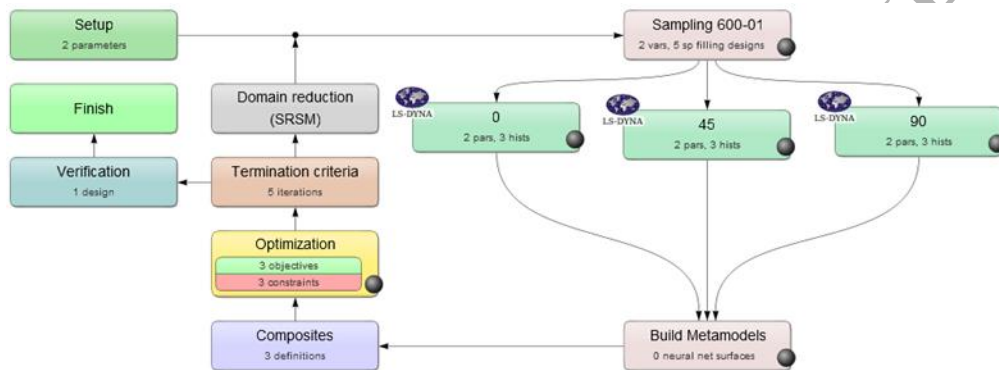 Setup
2 parameters
Sampling 600-01
2 vars, 5 sp filling designs
Finish
Domain reduction
(SRSM)
LS-DYNA
0
2 pars, 3 hists
LS-DYNA
45
2 pars, 3 hists
LS-DYNA
90
2 pars, 3 hists
Verification
1 design
Termination criteria
5 iterations
Optimization
3 objectives
3 constraints
Composites
3 definitions
Build Metamodels
0 neural net surfaces